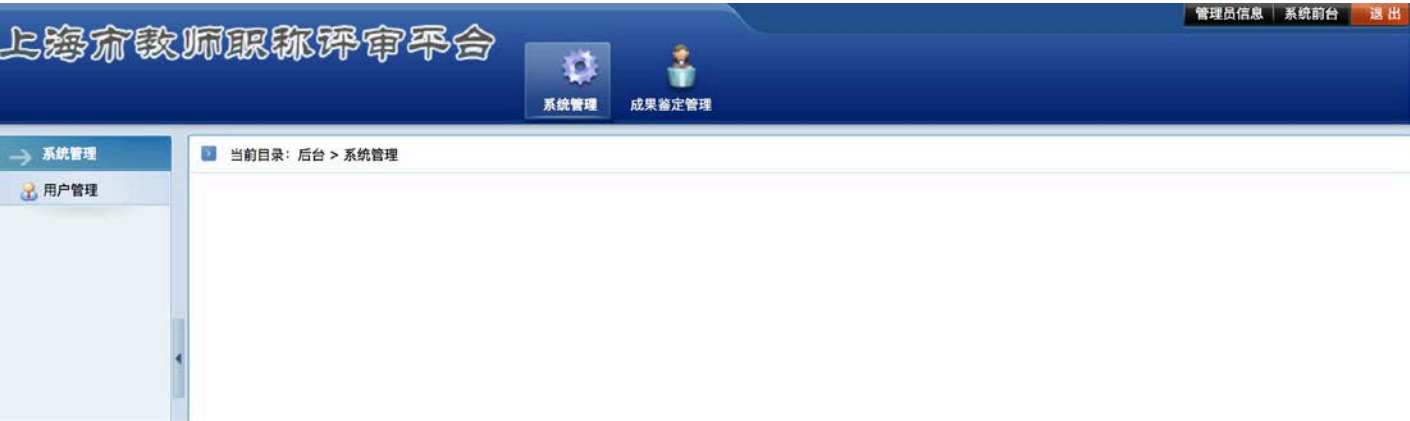 管理员信息 系统前台 退出
上海市教师职称评审平台
系统管理 成果鉴定管理
系统管理
当前目录：后台 > 系统管理
用户管理